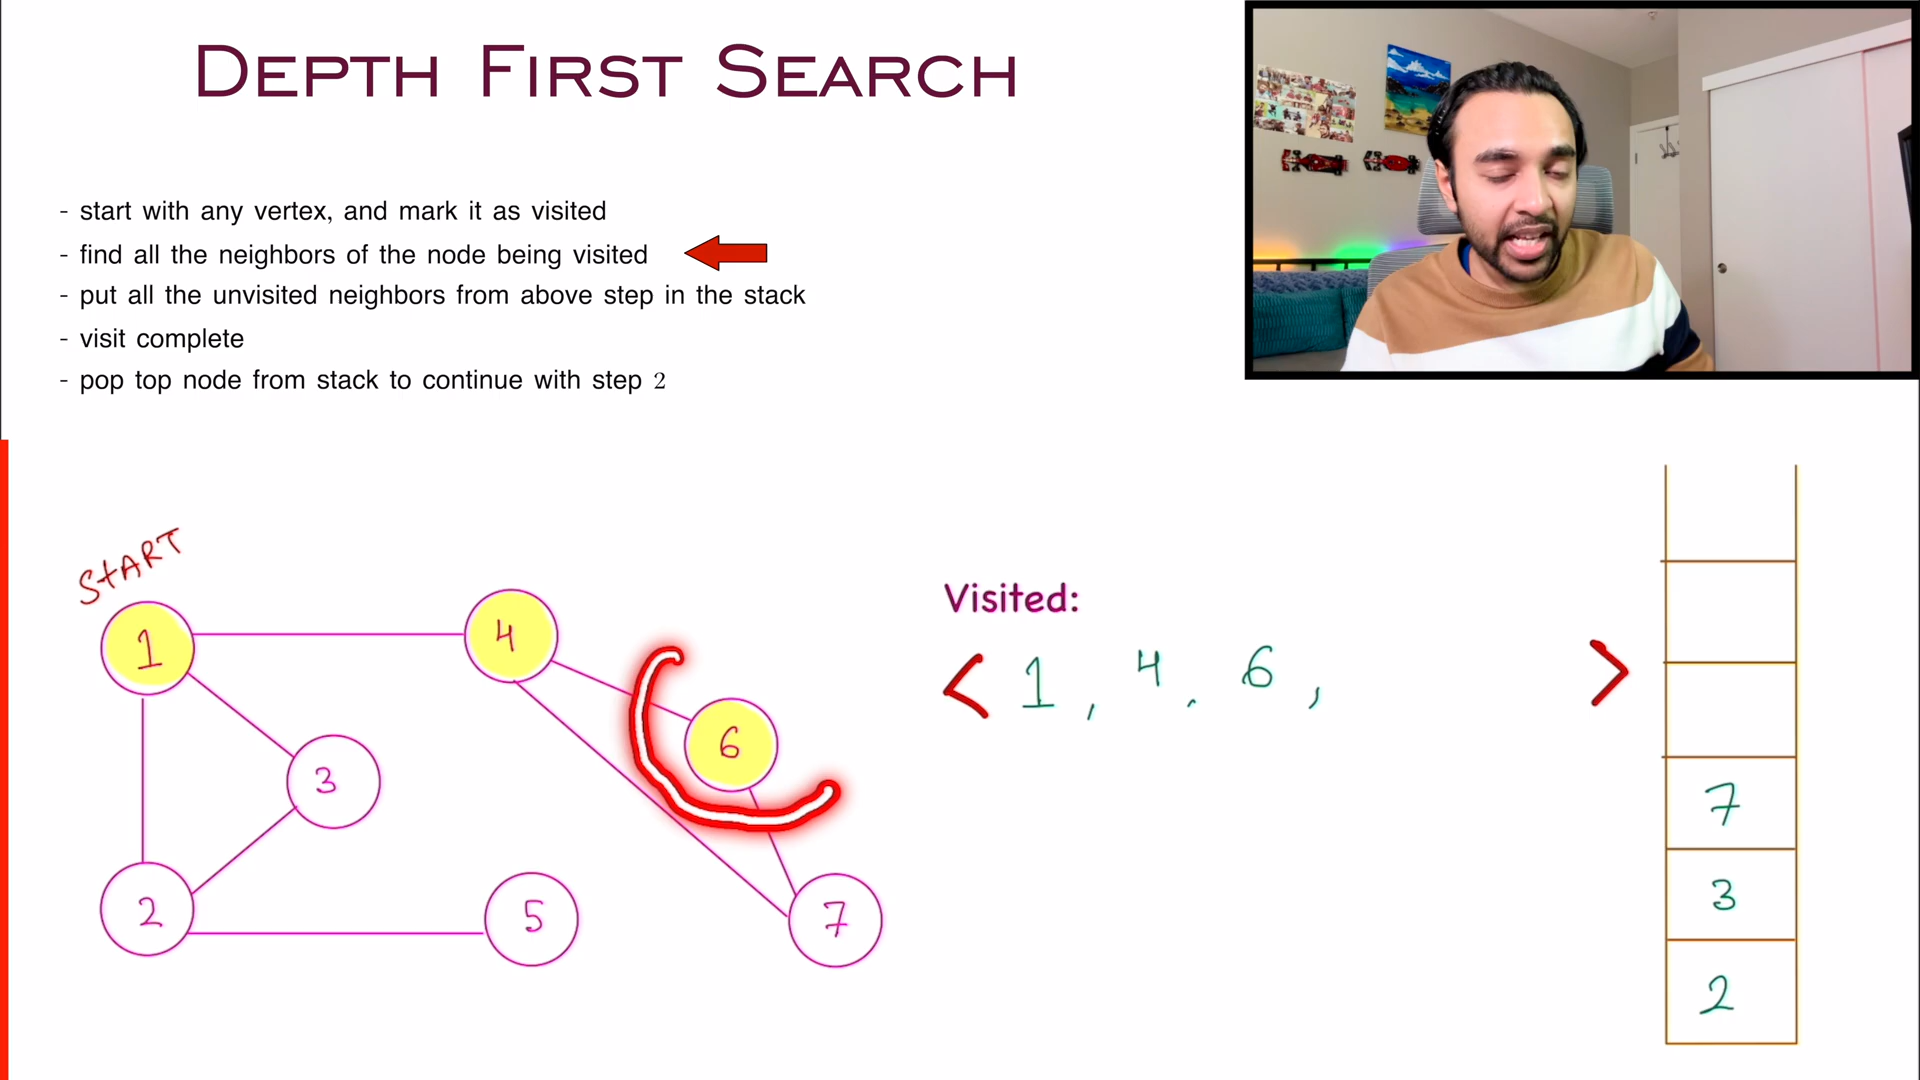 DEPTH FIRST SEARCH
- start with any vertex, and mark it as visited
- find all the neighbors of the node being visited
- put all the unvisited neighbors from above step in the stack
- visit complete
- pop top node from stack to continue with step 2
START
1
4
6
3
2
5
7
Visited:
< 1, 4, 6, >
7
3
2